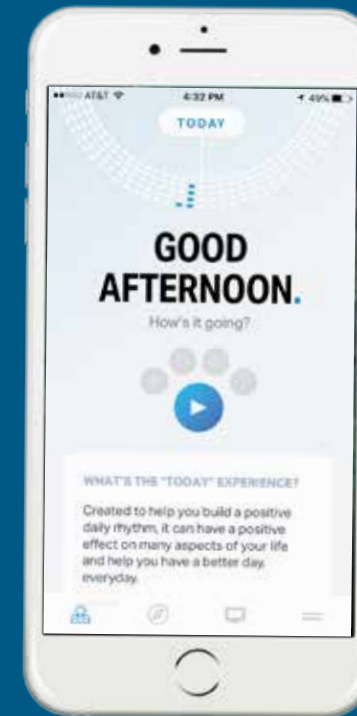 AT&T 4:32 PM 49%
TODAY
GOOD
AFTERNOON.
How's it going?
WHAT'S THE "TODAY" EXPERIENCE?
Created to help you build a positive
daily rhythm, it can have a positive
effect on many aspects of your life
and help you have a better day,
everyday.